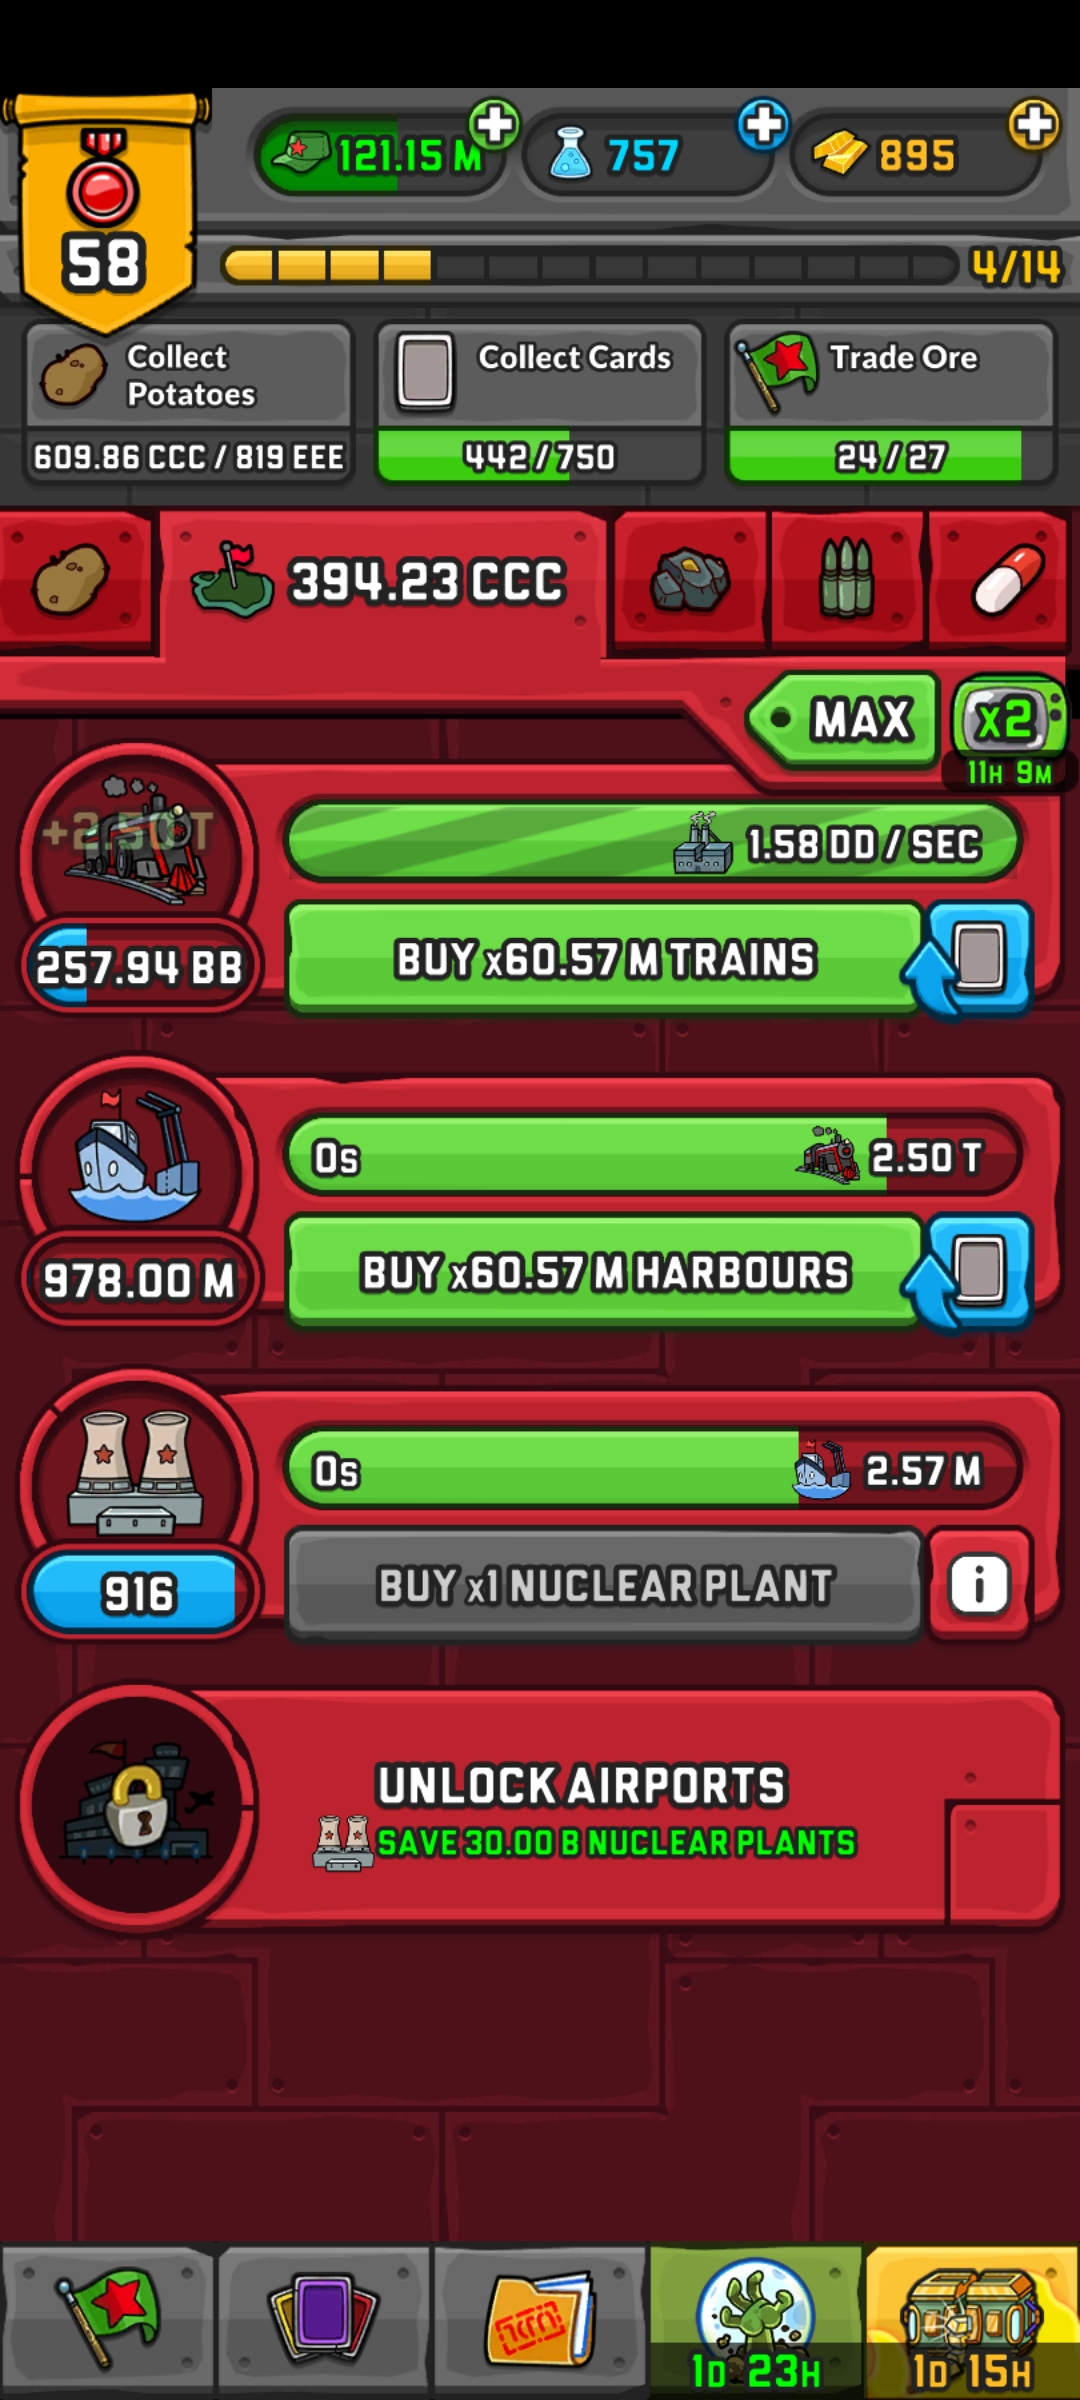 121.15 M
757
895
58
4/14
Collect
Potatoes
Collect Cards
Trade Ore
609.86 CCC / 819 EEE
442/750
24/27
394.23 CCC
MAX
x2
11H 9M
+2.50T
1.58 DD / SEC
257.94 BB
BUY x60.57 M TRAINS
0s
2.50 T
978.00 M
BUY x60.57 M HARBOURS
0s
2.57 M
916
BUY x1 NUCLEAR PLANT
i
UNLOCK AIRPORTS
SAVE 30.00 B NUCLEAR PLANTS
1D 23H
1D 15H